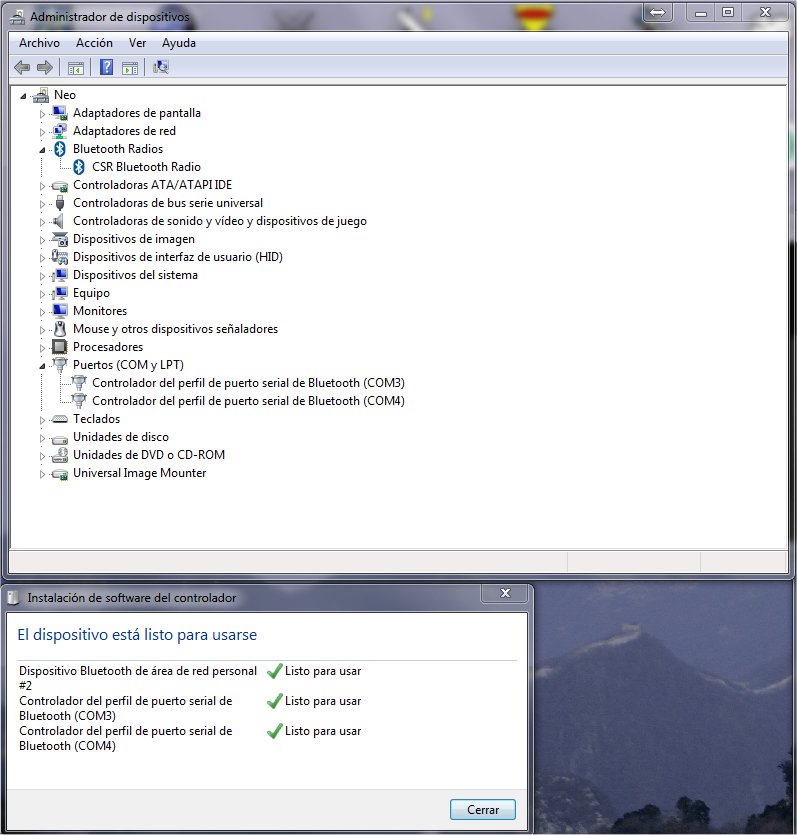 Administrador de dispositivos
Archivo Acción Ver Ayuda
Neo
Adaptadores de pantalla
Adaptadores de red
Bluetooth Radios
CSR Bluetooth Radio
Controladoras ATA/ATAPI IDE
Controladoras de bus serie universal
Controladoras de sonido y vídeo y dispositivos de juego
Dispositivos de imagen
Dispositivos de interfaz de usuario (HID)
Dispositivos del sistema
Equipo
Monitores
Mouse y otros dispositivos señaladores
Procesadores
Puertos (COM y LPT)
Controlador del perfil de puerto serial de Bluetooth (COM3)
Controlador del perfil de puerto serial de Bluetooth (COM4)
Teclados
Unidades de disco
Unidades de DVD o CD-ROM
Universal Image Mounter
Instalación de software del controlador
El dispositivo está listo para usarse
Dispositivo Bluetooth de área de red personal Listo para usar
#2
Controlador del perfil de puerto serial de Listo para usar
Bluetooth (COM3)
Controlador del perfil de puerto serial de Listo para usar
Bluetooth (COM4)
Cerrar